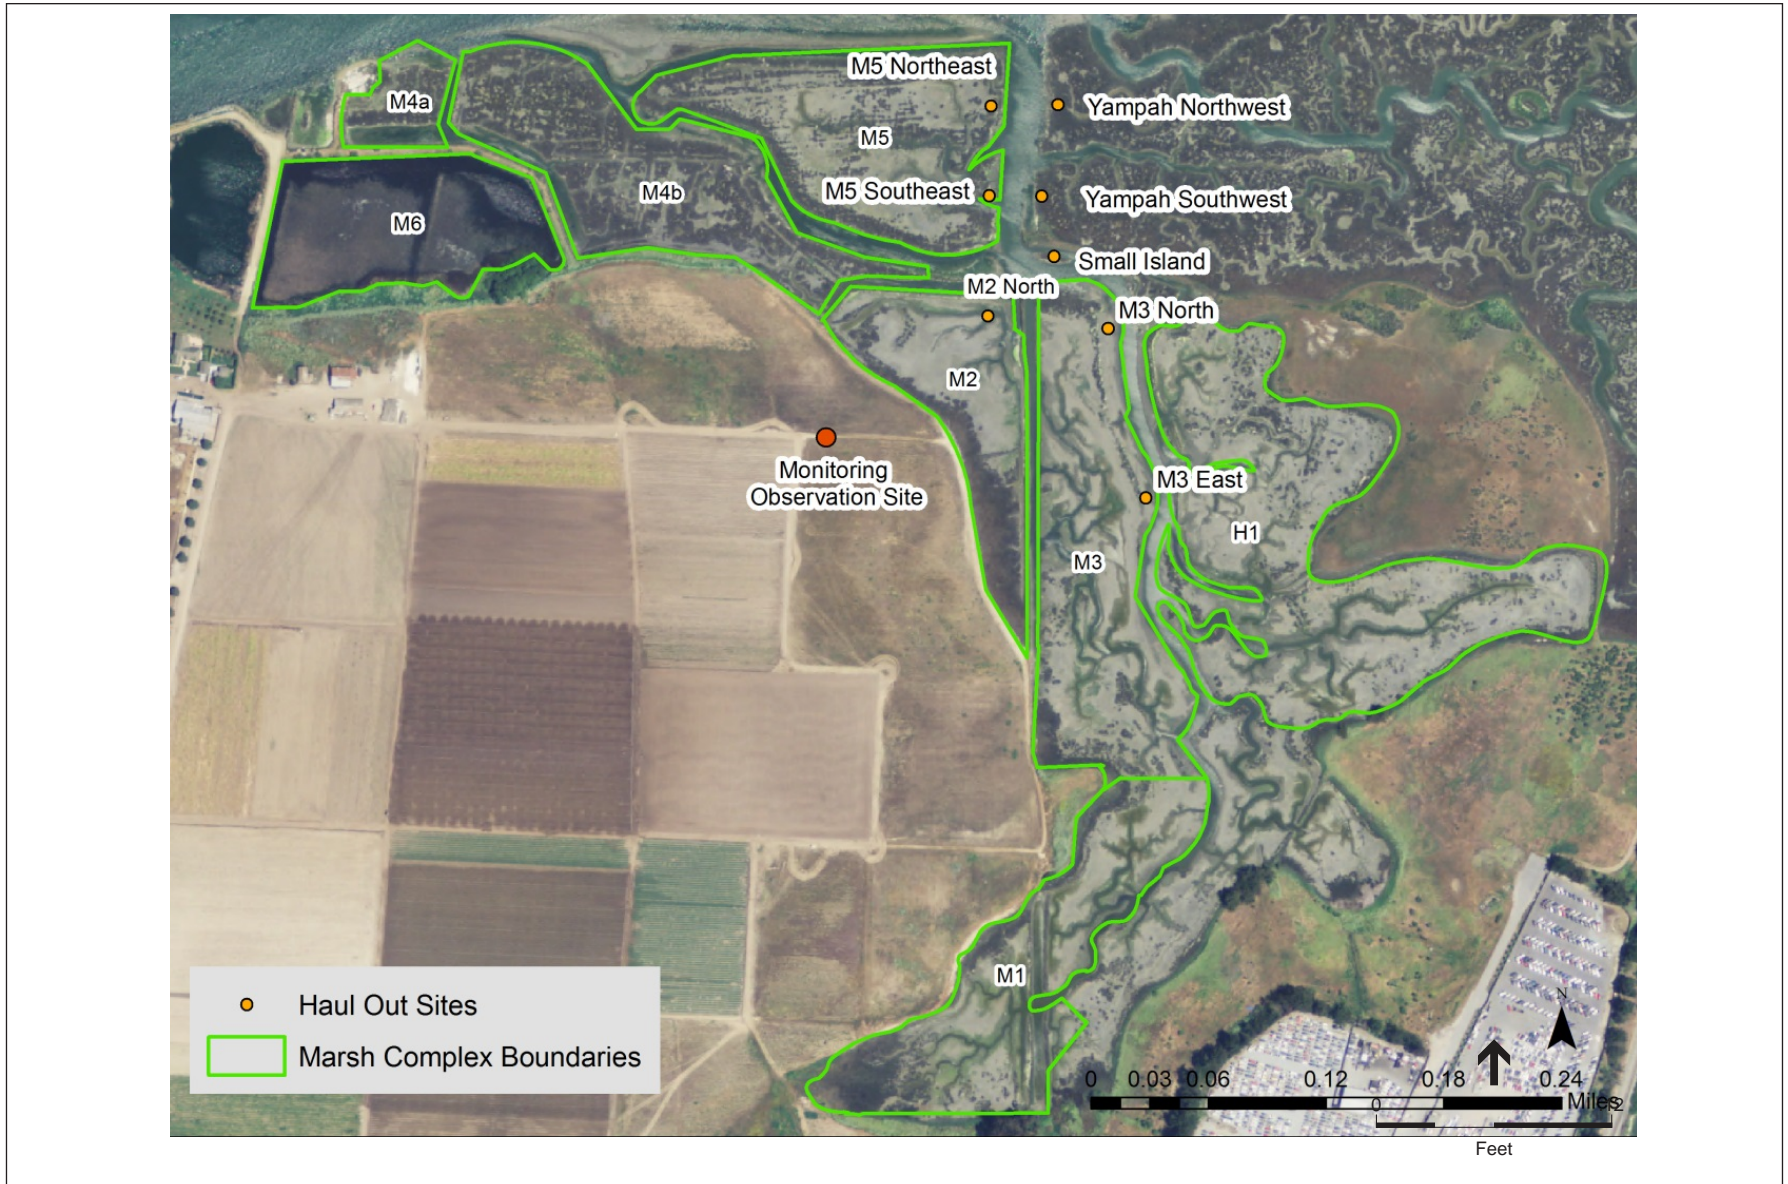 M5 Northeast
M4a
Yampah Northwest
M5
M4b
M5 Southeast
Yampah Southwest
M6
Small Island
M2 North
M3 North
M2
Monitoring
Observation Site
M3 East
H1
M3
M1
Haul Out Sites
Marsh Complex Boundaries
N
0 0.03 0.06 0.12 0.18 0.24
Miles
0 12
Feet